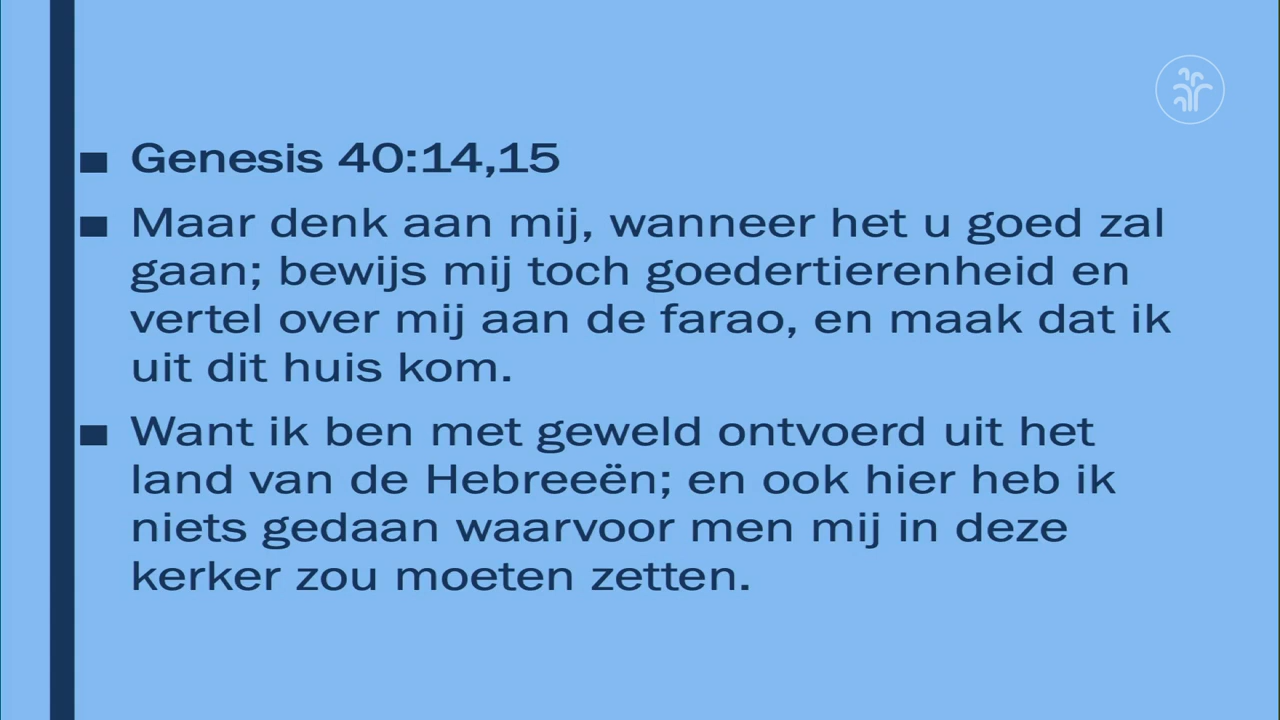 Genesis 40:14,15
Maar denk aan mij, wanneer het u goed zal
gaan; bewijs mij toch goedertierenheid en
vertel over mij aan de farao, en maak dat ik
uit dit huis kom.
Want ik ben met geweld ontvoerd uit het
land van de Hebreeën; en ook hier heb ik
niets gedaan waarvoor men mij in deze
kerker zou moeten zetten.